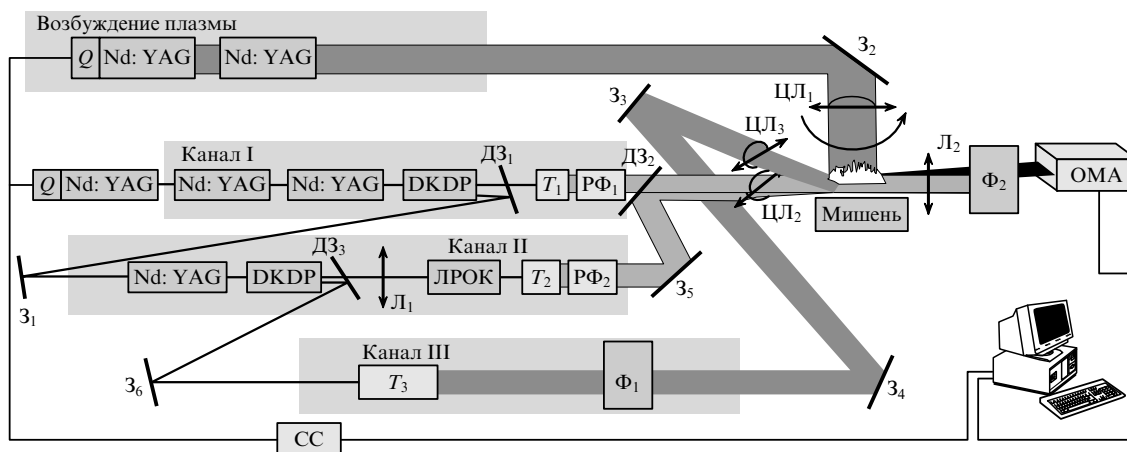 Возбуждение плазмы
Q Nd: YAG Nd: YAG
З₂
ЦЛ₁
З₃
ЦЛ₃
Канал I
ДЗ₁
ДЗ₂
Л₂
Q Nd: YAG Nd: YAG Nd: YAG DKDP T₁ РФ₁
Ф₂
ОМА
ЦЛ₂
Мишень
Канал II
ДЗ₃
Nd: YAG DKDP ЛРОК T₂ РФ₂
З₁
Л₁
З₅
Канал III
З₆
T₃
Ф₁
З₄
СС